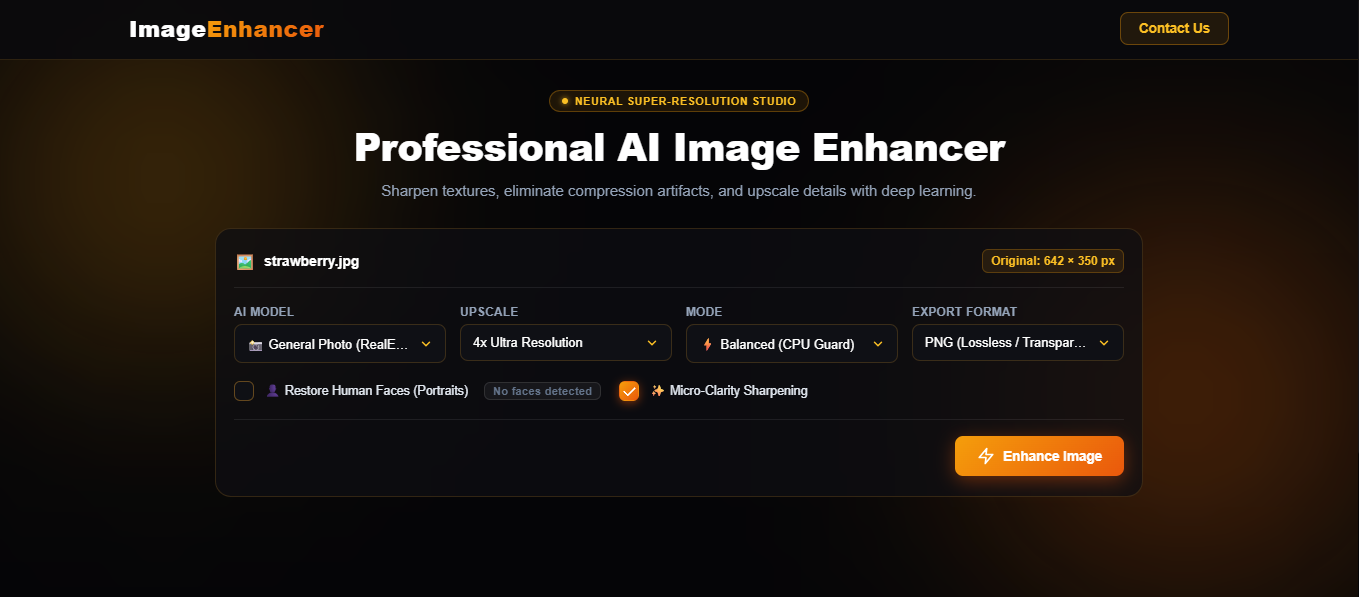 ImageEnhancer
Contact Us
NEURAL SUPER-RESOLUTION STUDIO
Professional AI Image Enhancer
Sharpen textures, eliminate compression artifacts, and upscale details with deep learning.
strawberry.jpg
Original: 642 × 350 px
AI MODEL
UPSCALE
MODE
EXPORT FORMAT
General Photo (RealE...
4x Ultra Resolution
Balanced (CPU Guard)
PNG (Lossless / Transpar...
Restore Human Faces (Portraits)
No faces detected
Micro-Clarity Sharpening
Enhance Image